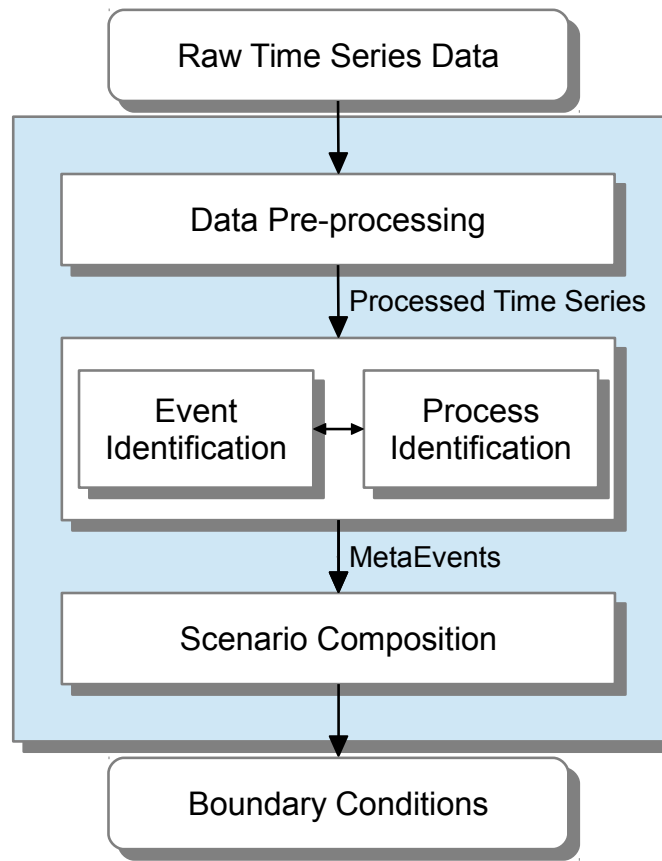 Raw Time Series Data
Data Pre-processing
Processed Time Series
Event
Identification
Process
Identification
MetaEvents
Scenario Composition
Boundary Conditions